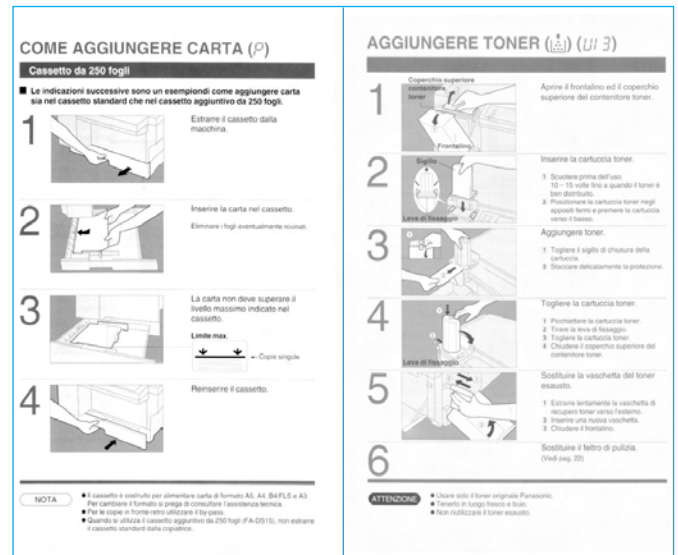 COME AGGIUNGERE CARTA (P)
Cassetto da 250 fogli
■ Le indicazioni successive sono un esempiondi come aggiungere carta
sia nel cassetto standard che nel cassetto aggiuntivo da 250 fogli.
1
Estrarre il cassetto dalla
macchina.
2
Inserire la carta nel cassetto.
Eliminare i fogli eventualmente rovinati.
3
La carta non deve superare il
livello massimo indicato nel
cassetto.
Limite max.
Copie singole
4
Reinserire il cassetto.
NOTA
● Il cassetto è costruito per alimentare carta di formato A5, A4, B4/FLS e A3.
Per cambiare il formato si prega di consultare l'assistenza tecnica.
● Per le copie in fronte-retro utilizzare il by-pass.
● Quando si utilizza il cassetto aggiuntivo da 250 fogli (FA-DS15), non estrarre
il cassetto standard dalla copiatrice.
AGGIUNGERE TONER (U13)
1
Coperchio superiore
contenitore
toner
Frontalino
Aprire il frontalino ed il coperchio
superiore del contenitore toner.
2
Sigillo
Leva di fissaggio
Inserire la cartuccia toner.
1 Scuotere prima dell'uso.
10 – 15 volte fino a quando il toner è
ben distribuito.
2 Posizionare la cartuccia toner negli
appositi fermi e premere la cartuccia
verso il basso.
3
Aggiungere toner.
1 Togliere il sigillo di chiusura della
cartuccia.
2 Staccare delicatamente la protezione.
4
Leva di fissaggio
Togliere la cartuccia toner.
1 Picchiettare la cartuccia toner.
2 Tirare la leva di fissaggio.
3 Togliere la cartuccia toner.
4 Chiudere il coperchio superiore del
contenitore toner.
5
Sostituire la vaschetta del toner
esausto.
1 Estrarre lentamente la vaschetta di
recupero toner verso l'esterno.
2 Inserire una nuova vaschetta.
3 Chiudere il frontalino.
6
Sostituire il feltro di pulizia.
(Vedi pag. 22)
ATTENZIONE
● Usare solo il toner originale Panasonic.
● Tenerlo in luogo fresco e buio.
● Non riutilizzare il toner esausto.